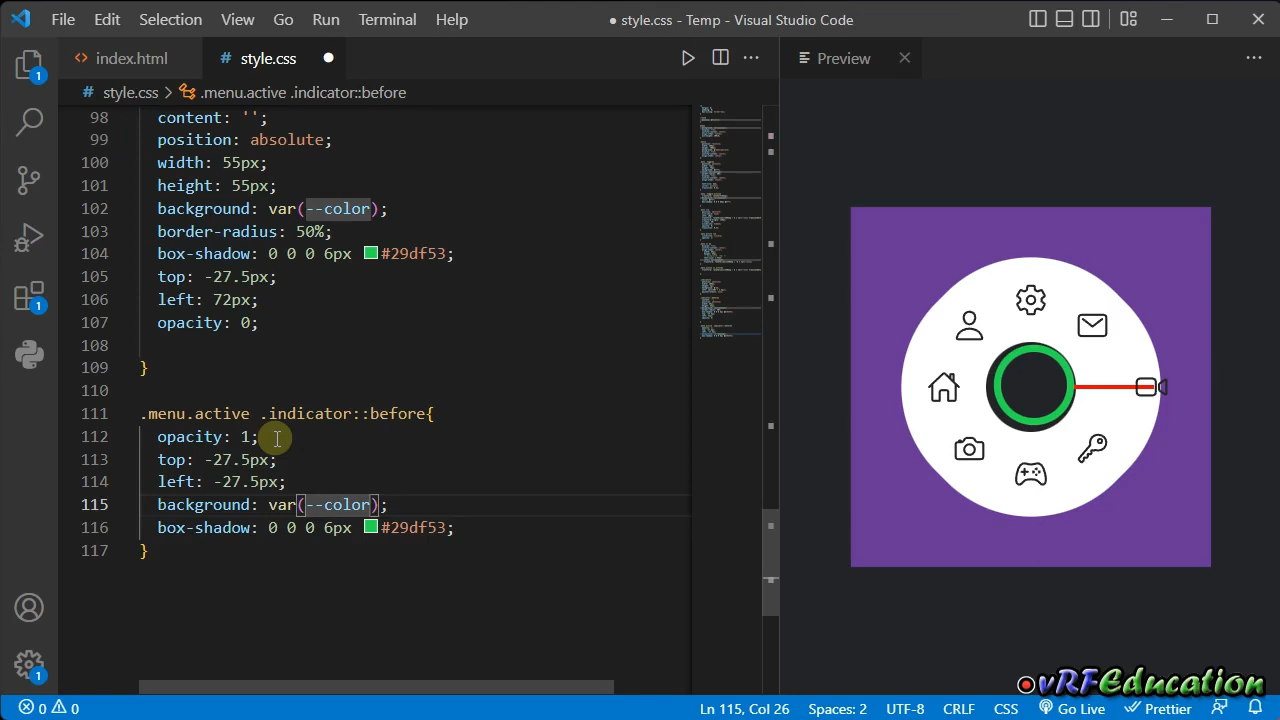 File Edit Selection View Go Run Terminal Help
● style.css - Temp - Visual Studio Code
index.html
# style.css
Preview
# style.css > .menu.active .indicator::before
98 content: '';
99 position: absolute;
100 width: 55px;
101 height: 55px;
102 background: var(--color);
103 border-radius: 50%;
104 box-shadow: 0 0 0 6px #29df53;
105 top: -27.5px;
106 left: 72px;
107 opacity: 0;
108
109 }
110
111 .menu.active .indicator::before{
112 opacity: 1;
113 top: -27.5px;
114 left: -27.5px;
115 background: var(--color);
116 box-shadow: 0 0 0 6px #29df53;
117 }
1
1
1
vRFEducation
0 0
Ln 115, Col 26 Spaces: 2 UTF-8 CRLF CSS Go Live Prettier